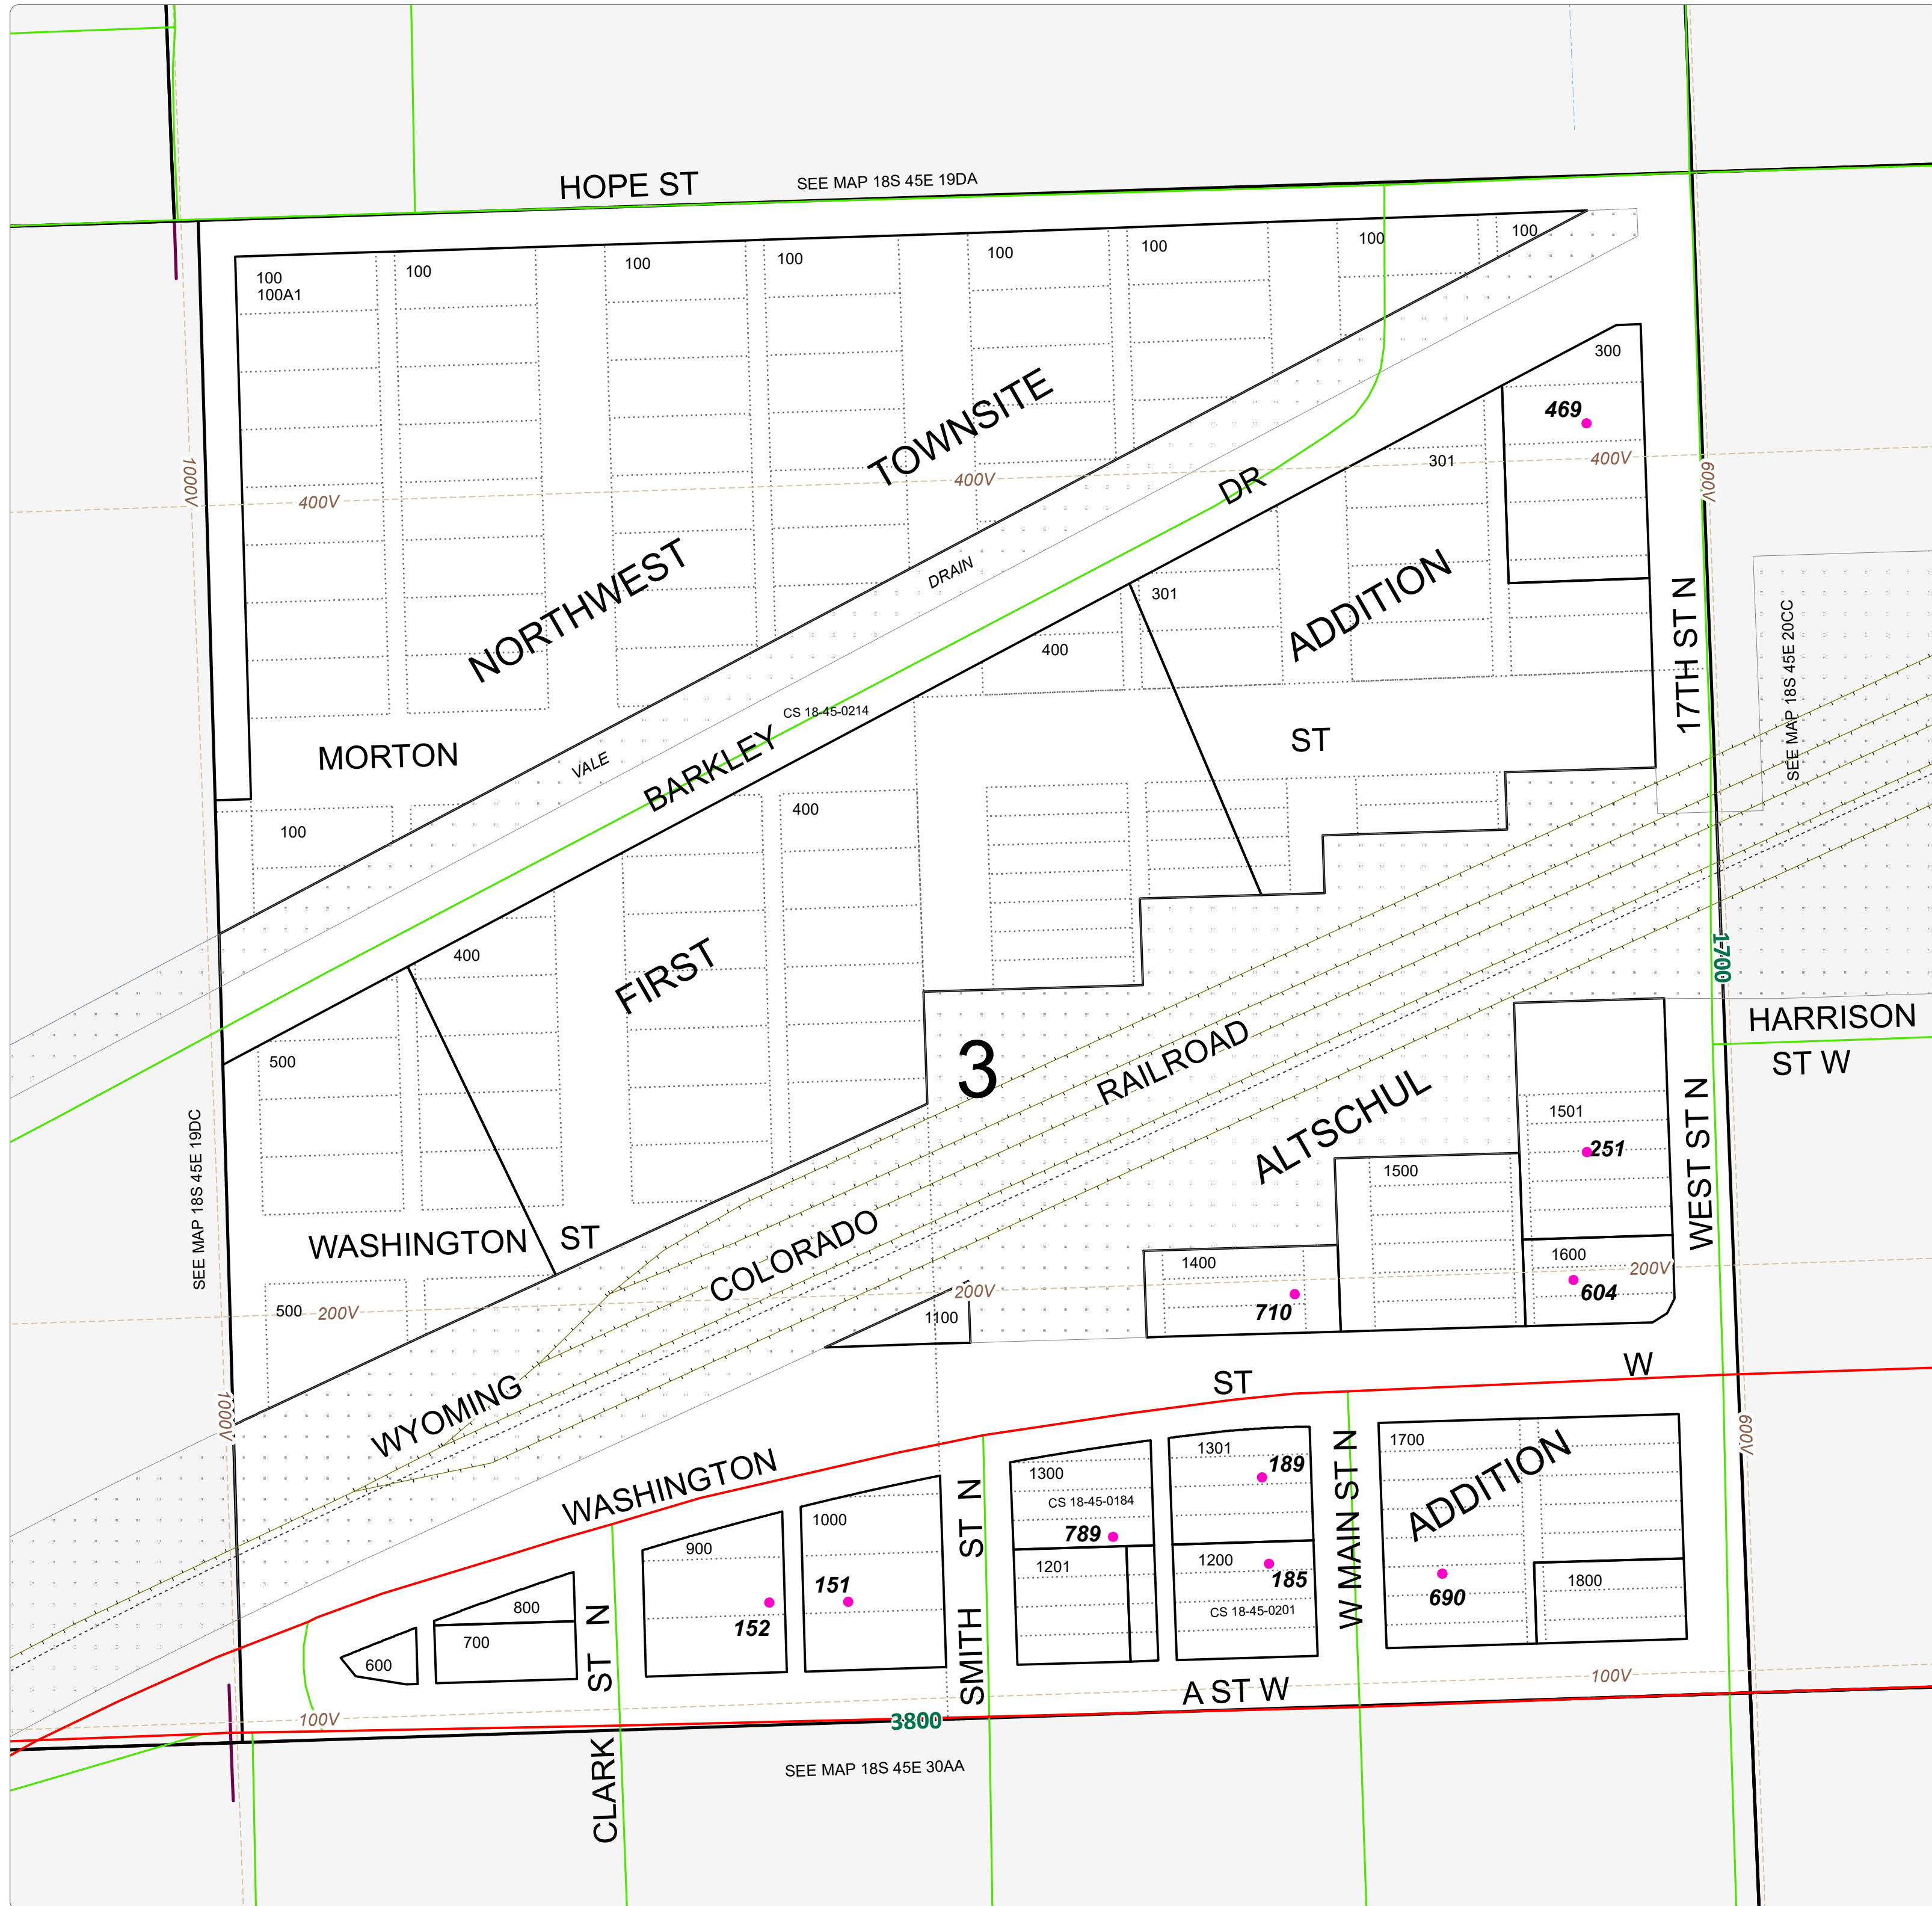 HOPE ST
SEE MAP 18S 45E 19DA
100
100A1
100
100
100
100
100
100
100
300
469
TOWNSITE
301
400V
400V
400V
1000V
600V
DR
DRAIN
NORTHWEST
301
ADDITION
400
17TH ST N
SEE MAP 18S 45E 20CC
CS 18-45-0214
MORTON
VALE
BARKLEY
ST
100
400
400
FIRST
1700
500
3
RAILROAD
HARRISON
ST W
ALTSCHUL
1501
251
WEST ST N
SEE MAP 18S 45E 19DC
1500
WASHINGTON ST
COLORADO
1400
710
1600
604
200V
500
200V
200V
1100
WYOMING
1000V
ST
W
WASHINGTON
600V
1700
ADDITION
1301
189
1300
CS 18-45-0184
789
1201
1200
185
CS 18-45-0201
W MAIN ST N
690
1800
900
152
1000
151
SMITH ST N
800
700
600
CLARK ST N
A ST W
100V
100V
3800
SEE MAP 18S 45E 30AA